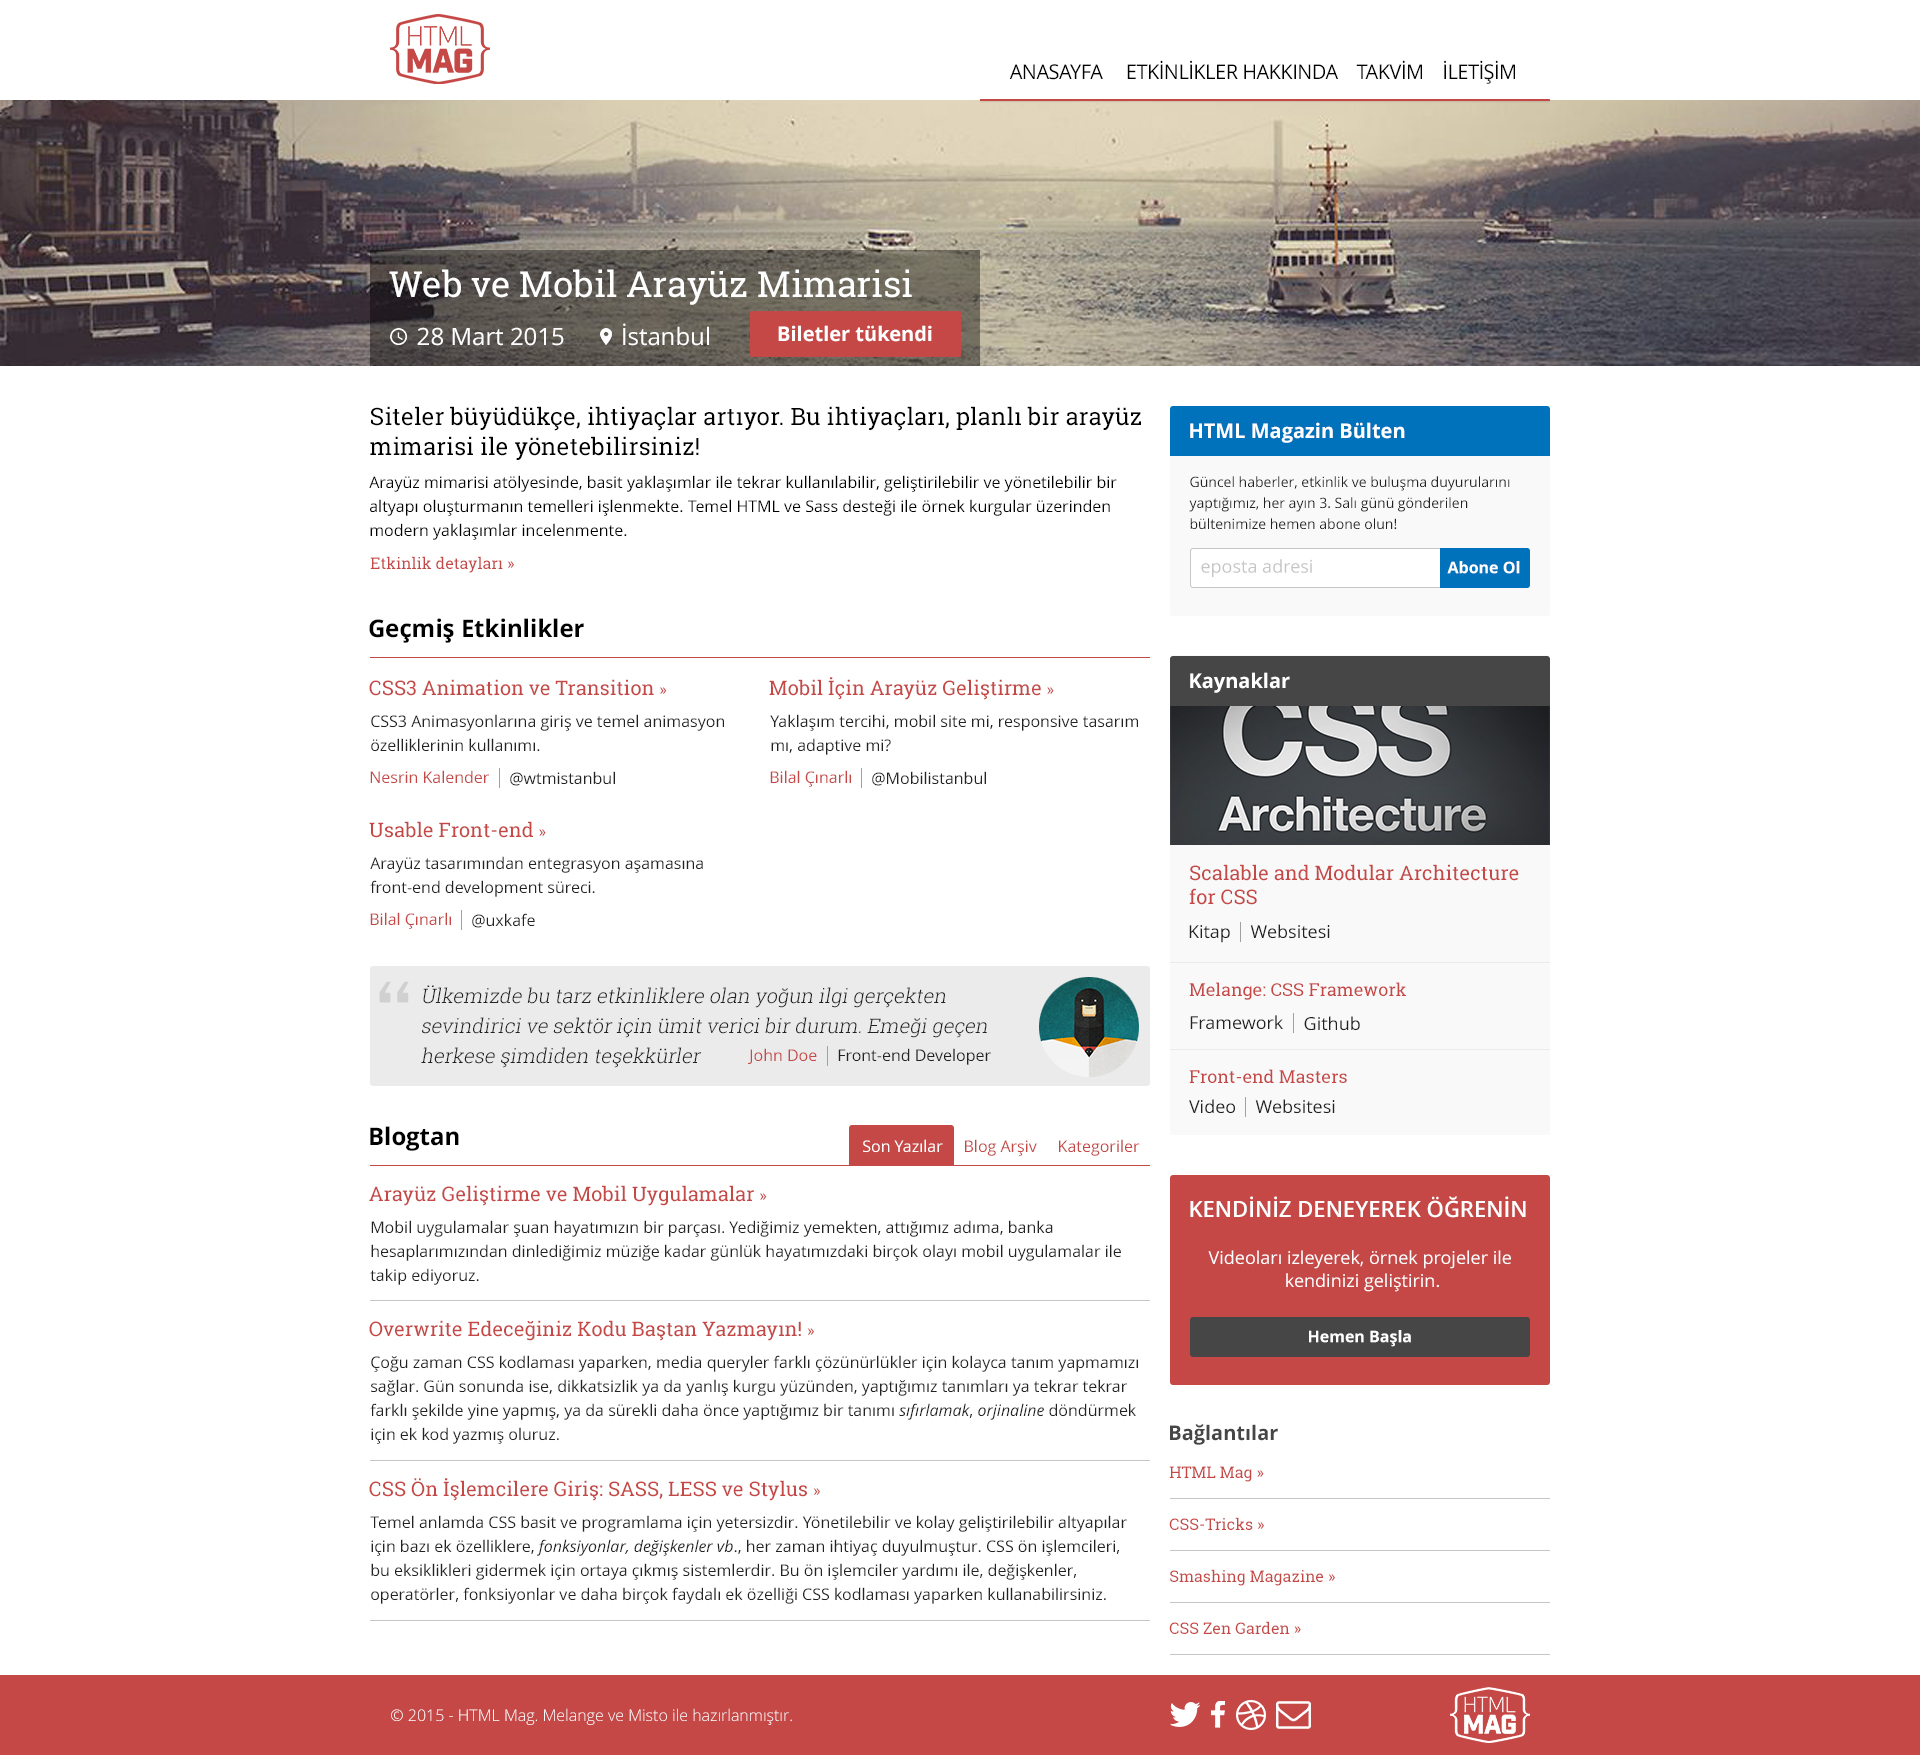 HTML
MAG
ANASAYFA ETKİNLİKLER HAKKINDA TAKVİM İLETİŞİM
Web ve Mobil Arayüz Mimarisi
28 Mart 2015 İstanbul Biletler tükendi
Siteler büyüdükçe, ihtiyaçlar artıyor. Bu ihtiyaçları, planlı bir arayüz
mimarisi ile yönetebilirsiniz!
Arayüz mimarisi atölyesinde, basit yaklaşımlar ile tekrar kullanılabilir, geliştirilebilir ve yönetilebilir bir
altyapı oluşturmanın temelleri işlenmekte. Temel HTML ve Sass desteği ile örnek kurgular üzerinden
modern yaklaşımlar incelenmente.
Etkinlik detayları »
Geçmiş Etkinlikler
CSS3 Animation ve Transition »
CSS3 Animasyonlarına giriş ve temel animasyon
özelliklerinin kullanımı.
Nesrin Kalender @wtmistanbul
Mobil İçin Arayüz Geliştirme »
Yaklaşım tercihi, mobil site mi, responsive tasarım
mı, adaptive mi?
Bilal Çınarlı @Mobilistanbul
Usable Front-end »
Arayüz tasarımından entegrasyon aşamasına
front-end development süreci.
Bilal Çınarlı @uxkafe
“ Ülkemizde bu tarz etkinliklere olan yoğun ilgi gerçekten
sevindirici ve sektör için ümit verici bir durum. Emeği geçen
herkese şimdiden teşekkürler John Doe Front-end Developer
Blogtan Son Yazılar Blog Arşiv Kategoriler
Arayüz Geliştirme ve Mobil Uygulamalar »
Mobil uygulamalar şuan hayatımızın bir parçası. Yediğimiz yemekten, attığımız adıma, banka
hesaplarımızından dinlediğimiz müziğe kadar günlük hayatımızdaki birçok olayı mobil uygulamalar ile
takip ediyoruz.
Overwrite Edeceğiniz Kodu Baştan Yazmayın! »
Çoğu zaman CSS kodlaması yaparken, media queryler farklı çözünürlükler için kolayca tanım yapmamızı
sağlar. Gün sonunda ise, dikkatsizlik ya da yanlış kurgu yüzünden, yaptığımız tanımları ya tekrar tekrar
farklı şekilde yine yapmış, ya da sürekli daha önce yaptığımız bir tanımı sıfırlamak, orjinaline döndürmek
için ek kod yazmış oluruz.
CSS Ön İşlemcilere Giriş: SASS, LESS ve Stylus »
Temel anlamda CSS basit ve programlama için yetersizdir. Yönetilebilir ve kolay geliştirilebilir altyapılar
için bazı ek özelliklere, fonksiyonlar, değişkenler vb., her zaman ihtiyaç duyulmuştur. CSS ön işlemcileri,
bu eksiklikleri gidermek için ortaya çıkmış sistemlerdir. Bu ön işlemciler yardımı ile, değişkenler,
operatörler, fonksiyonlar ve daha birçok faydalı ek özelliği CSS kodlaması yaparken kullanabilirsiniz.
HTML Magazin Bülten
Güncel haberler, etkinlik ve buluşma duyurularını
yaptığımız, her ayın 3. Salı günü gönderilen
bültenimize hemen abone olun!
eposta adresi Abone Ol
Kaynaklar
CSS
Architecture
Scalable and Modular Architecture
for CSS
Kitap Websitesi
Melange: CSS Framework
Framework Github
Front-end Masters
Video Websitesi
KENDİNİZ DENEYEREK ÖĞRENİN
Videoları izleyerek, örnek projeler ile
kendinizi geliştirin.
Hemen Başla
Bağlantılar
HTML Mag »
CSS-Tricks »
Smashing Magazine »
CSS Zen Garden »
© 2015 - HTML Mag. Melange ve Misto ile hazırlanmıştır.
HTML
MAG